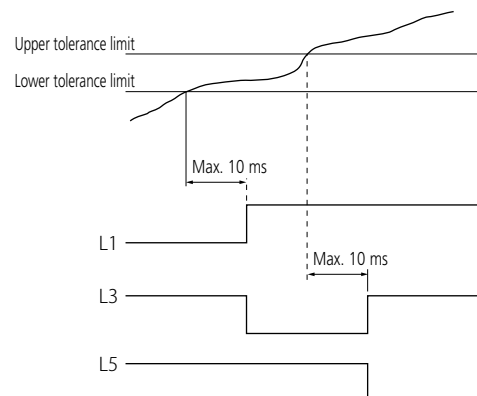 Upper tolerance limit
Lower tolerance limit
Max. 10 ms
L1
Max. 10 ms
L3
L5